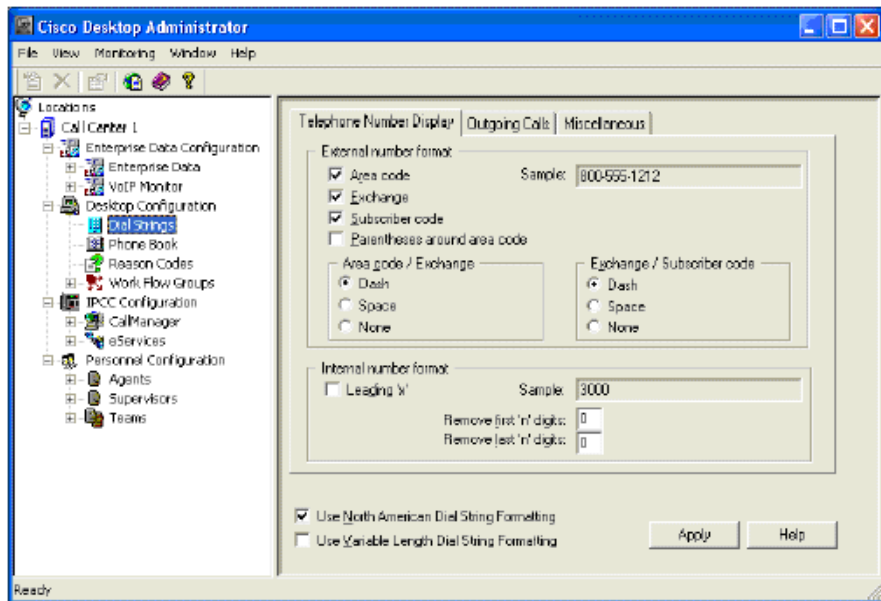 Cisco Desktop Administrator
File View Monitoring Window Help
Locations
Call Center 1
Enterprise Data Configuration
Enterprise Data
VoIP Monitor
Desktop Configuration
Dial Strings
Phone Book
Reason Codes
Work Flow Groups
IPCC Configuration
CallManager
eServices
Personnel Configuration
Agents
Supervisors
Teams
Telephone Number Display Outgoing Calls Miscellaneous
External number format
Area code Sample: 800-555-1212
Exchange
Subscriber code
Parentheses around area code
Area code / Exchange Exchange / Subscriber code
Dash Dash
Space Space
None None
Internal number format
Leading 'x' Sample: 3000
Remove first 'n' digits: 0
Remove last 'n' digits: 0
Use North American Dial String Formatting
Use Variable Length Dial String Formatting
Apply Help
Ready